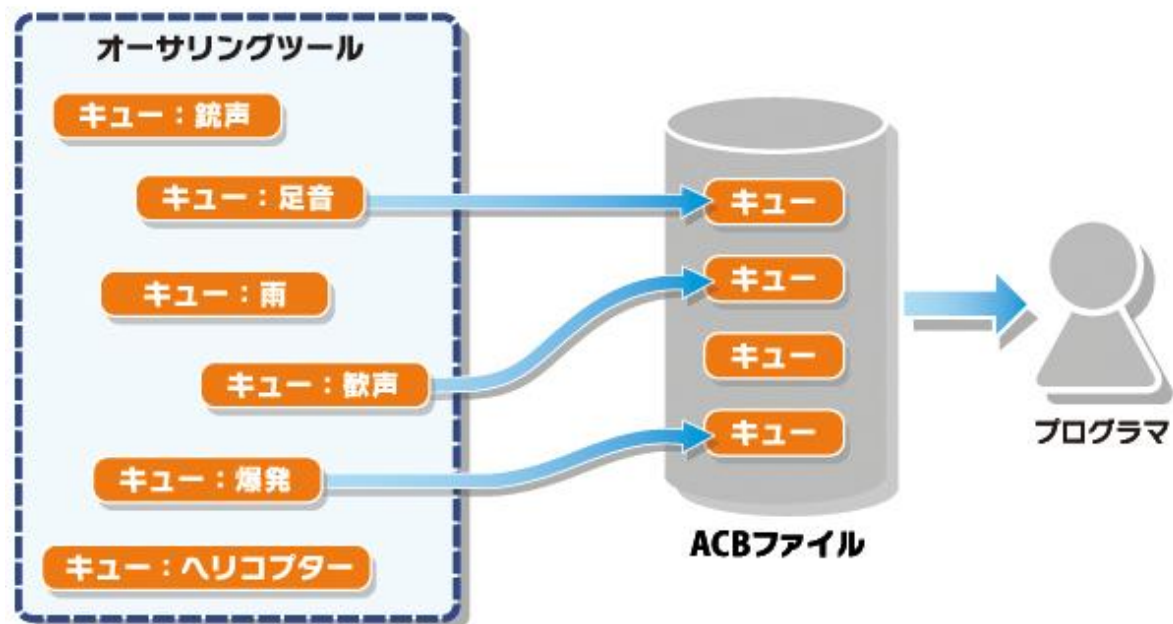 オーサリングツール
キュー：銃声
キュー：足音
キュー：雨
キュー：歓声
キュー：爆発
キュー：ヘリコプター
キュー
キュー
キュー
キュー
ACBファイル
プログラマ